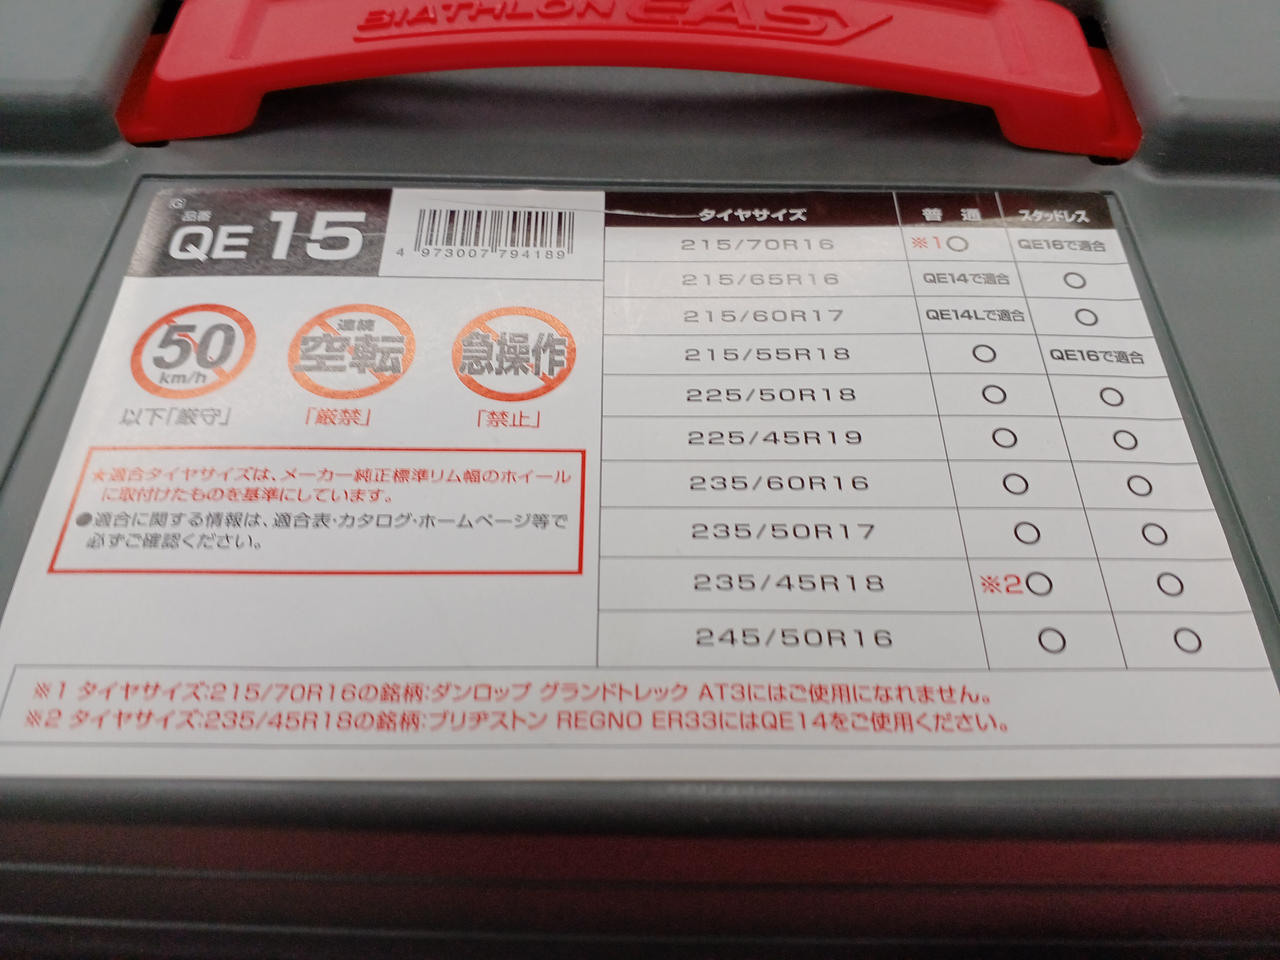 BIATHLON EASY
G
品番
QE 15
4 973007 794189
50
km/h
以下「厳守」
連続
空転
「厳禁」
急操作
「禁止」
★適合タイヤサイズは、メーカー純正標準リム幅のホイール
に取付けたものを基準にしています。
●適合に関する情報は、適合表・カタログ・ホームページ等で
必ずご確認ください。
タイヤサイズ 普通 スタッドレス
215/70R16 ※1○ QE16で適合
215/65R16 QE14で適合 ○
215/60R17 QE14Lで適合 ○
215/55R18 ○ QE16で適合
225/50R18 ○ ○
225/45R19 ○ ○
235/60R16 ○ ○
235/50R17 ○ ○
235/45R18 ※2○ ○
245/50R16 ○ ○
※1 タイヤサイズ:215/70R16の銘柄:ダンロップ グランドトレック AT3にはご使用になれません。
※2 タイヤサイズ:235/45R18の銘柄:ブリヂストン REGNO ER33にはQE14をご使用ください。